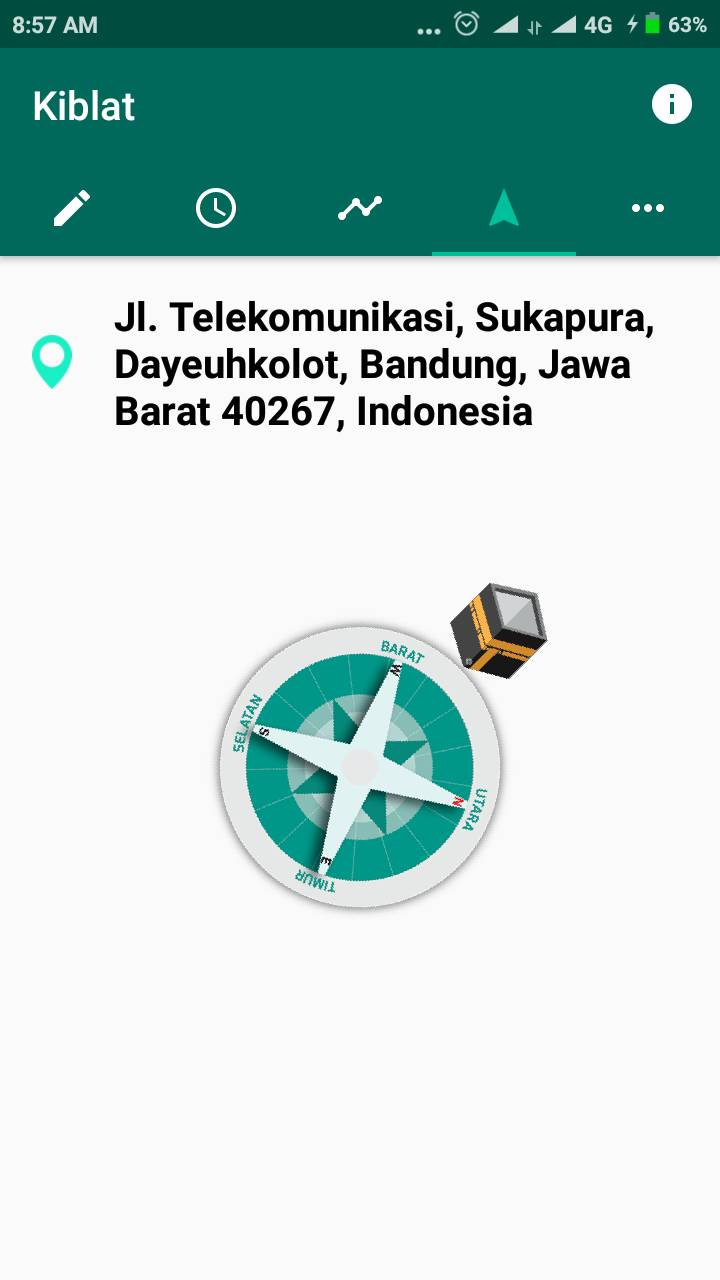 8:57 AM
4G
63%
Kiblat
Jl. Telekomunikasi, Sukapura,
Dayeuhkolot, Bandung, Jawa
Barat 40267, Indonesia
BARAT
W
SELATAN
S
N
UTARA
E
TIMUR